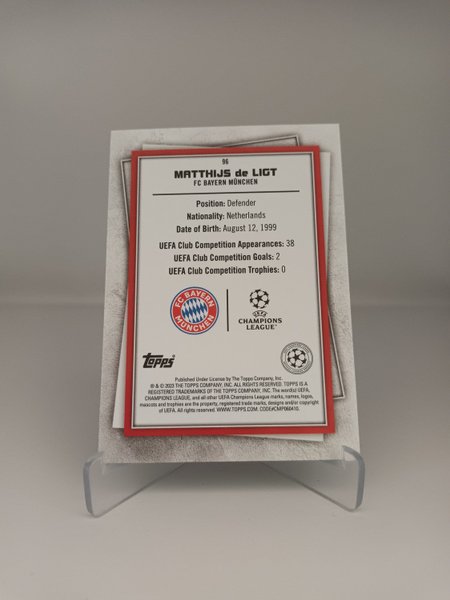 96
MATTHIJS de LIGT
FC BAYERN MÜNCHEN
Position: Defender
Nationality: Netherlands
Date of Birth: August 12, 1999
UEFA Club Competition Appearances: 38
UEFA Club Competition Goals: 2
UEFA Club Competition Trophies: 0
FC BAYERN
MÜNCHEN
UEFA
CHAMPIONS
LEAGUE
Topps
Published Under License by The Topps Company, Inc.
® & © 2023 THE TOPPS COMPANY, INC. ALL RIGHTS RESERVED. TOPPS IS A
REGISTERED TRADEMARKS OF THE TOPPS COMPANY, INC. The word(s) UEFA,
CHAMPIONS LEAGUE, and all other UEFA Champions League marks, names, logos,
mascots and trophies are the property, registered trade marks, designs and/or copyright
of UEFA. All rights reserved. WWW.TOPPS.COM. CODE#CMP066410.